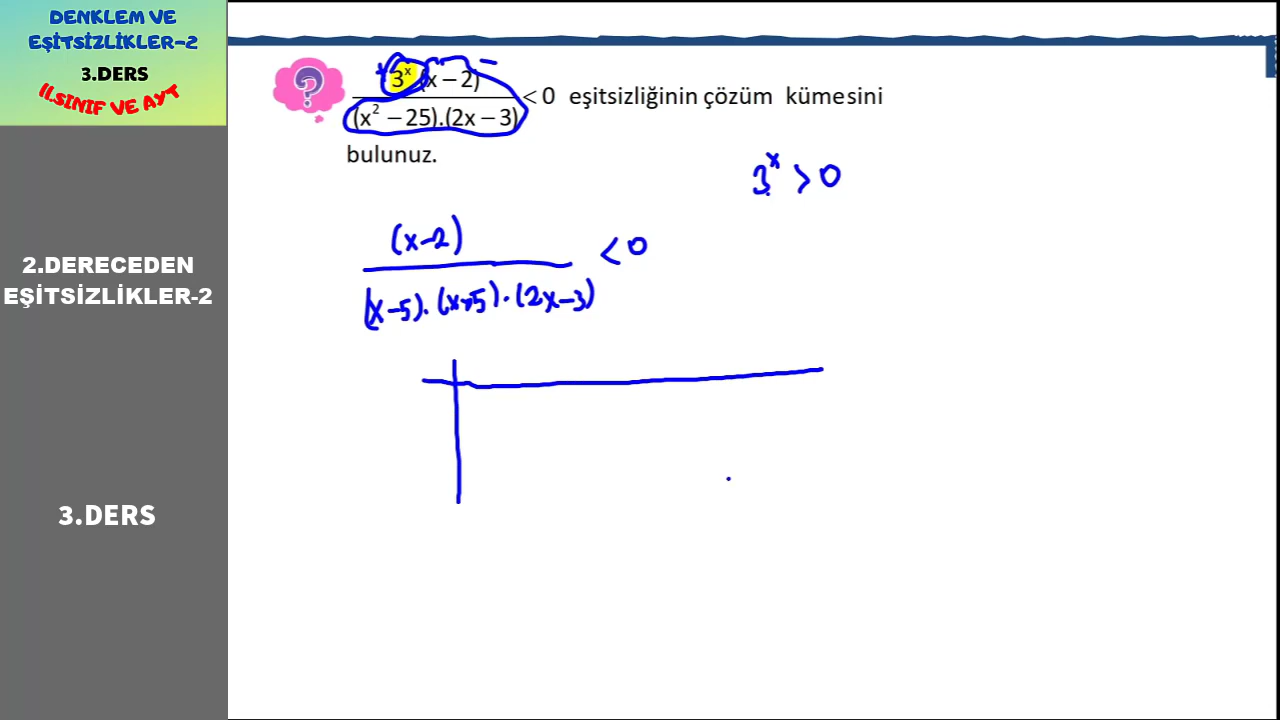 DENKLEM VE
EŞİTSİZLİKLER-2
3.DERS
11.SINIF VE AYT
2.DERECEDEN
EŞİTSİZLİKLER-2
3.DERS
3^x (x − 2)
(x² − 25).(2x − 3)
< 0 eşitsizliğinin çözüm kümesini
bulunuz.
3^x > 0
(x-2)
(x-5).(x+5).(2x-3)
< 0